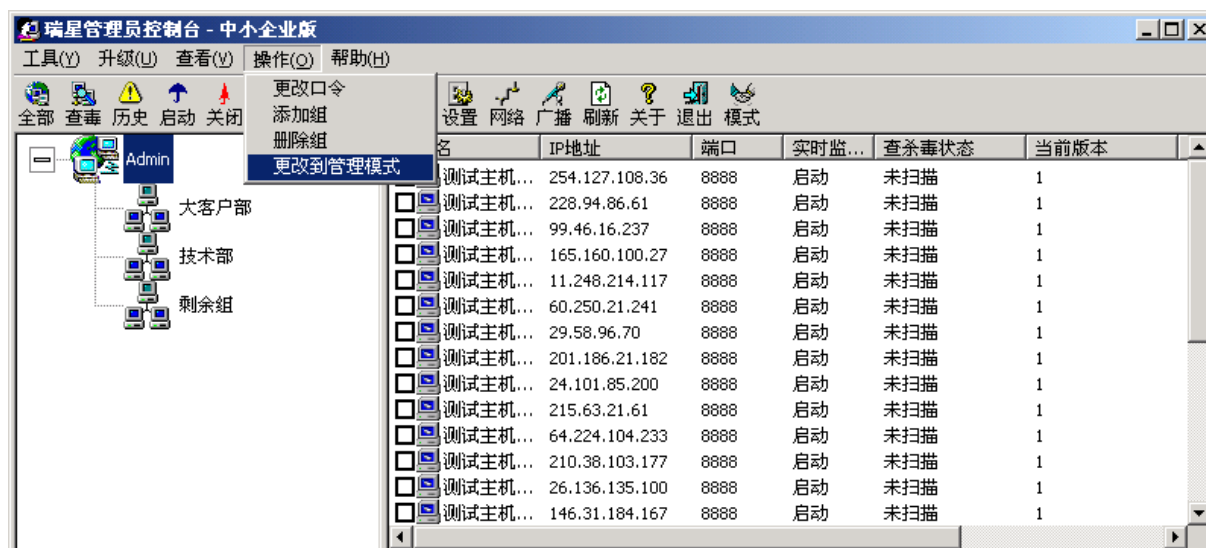 瑞星管理员控制台 - 中小企业版
工具(Y) 升级(U) 查看(V) 操作(O) 帮助(H)
更改口令
添加组
删除组
更改到管理模式
全部 查毒 历史 启动 关闭 设置 网络 广播 刷新 关于 退出 模式
名 IP地址 端口 实时监... 查杀毒状态 当前版本
Admin
大客户部
技术部
剩余组
测试主机... 254.127.108.36 8888 启动 未扫描 1
测试主机... 228.94.86.61 8888 启动 未扫描 1
测试主机... 99.46.16.237 8888 启动 未扫描 1
测试主机... 165.160.100.27 8888 启动 未扫描 1
测试主机... 11.248.214.117 8888 启动 未扫描 1
测试主机... 60.250.21.241 8888 启动 未扫描 1
测试主机... 29.58.96.70 8888 启动 未扫描 1
测试主机... 201.186.21.182 8888 启动 未扫描 1
测试主机... 24.101.85.200 8888 启动 未扫描 1
测试主机... 215.63.21.61 8888 启动 未扫描 1
测试主机... 64.224.104.233 8888 启动 未扫描 1
测试主机... 210.38.103.177 8888 启动 未扫描 1
测试主机... 26.136.135.100 8888 启动 未扫描 1
测试主机... 146.31.184.167 8888 启动 未扫描 1